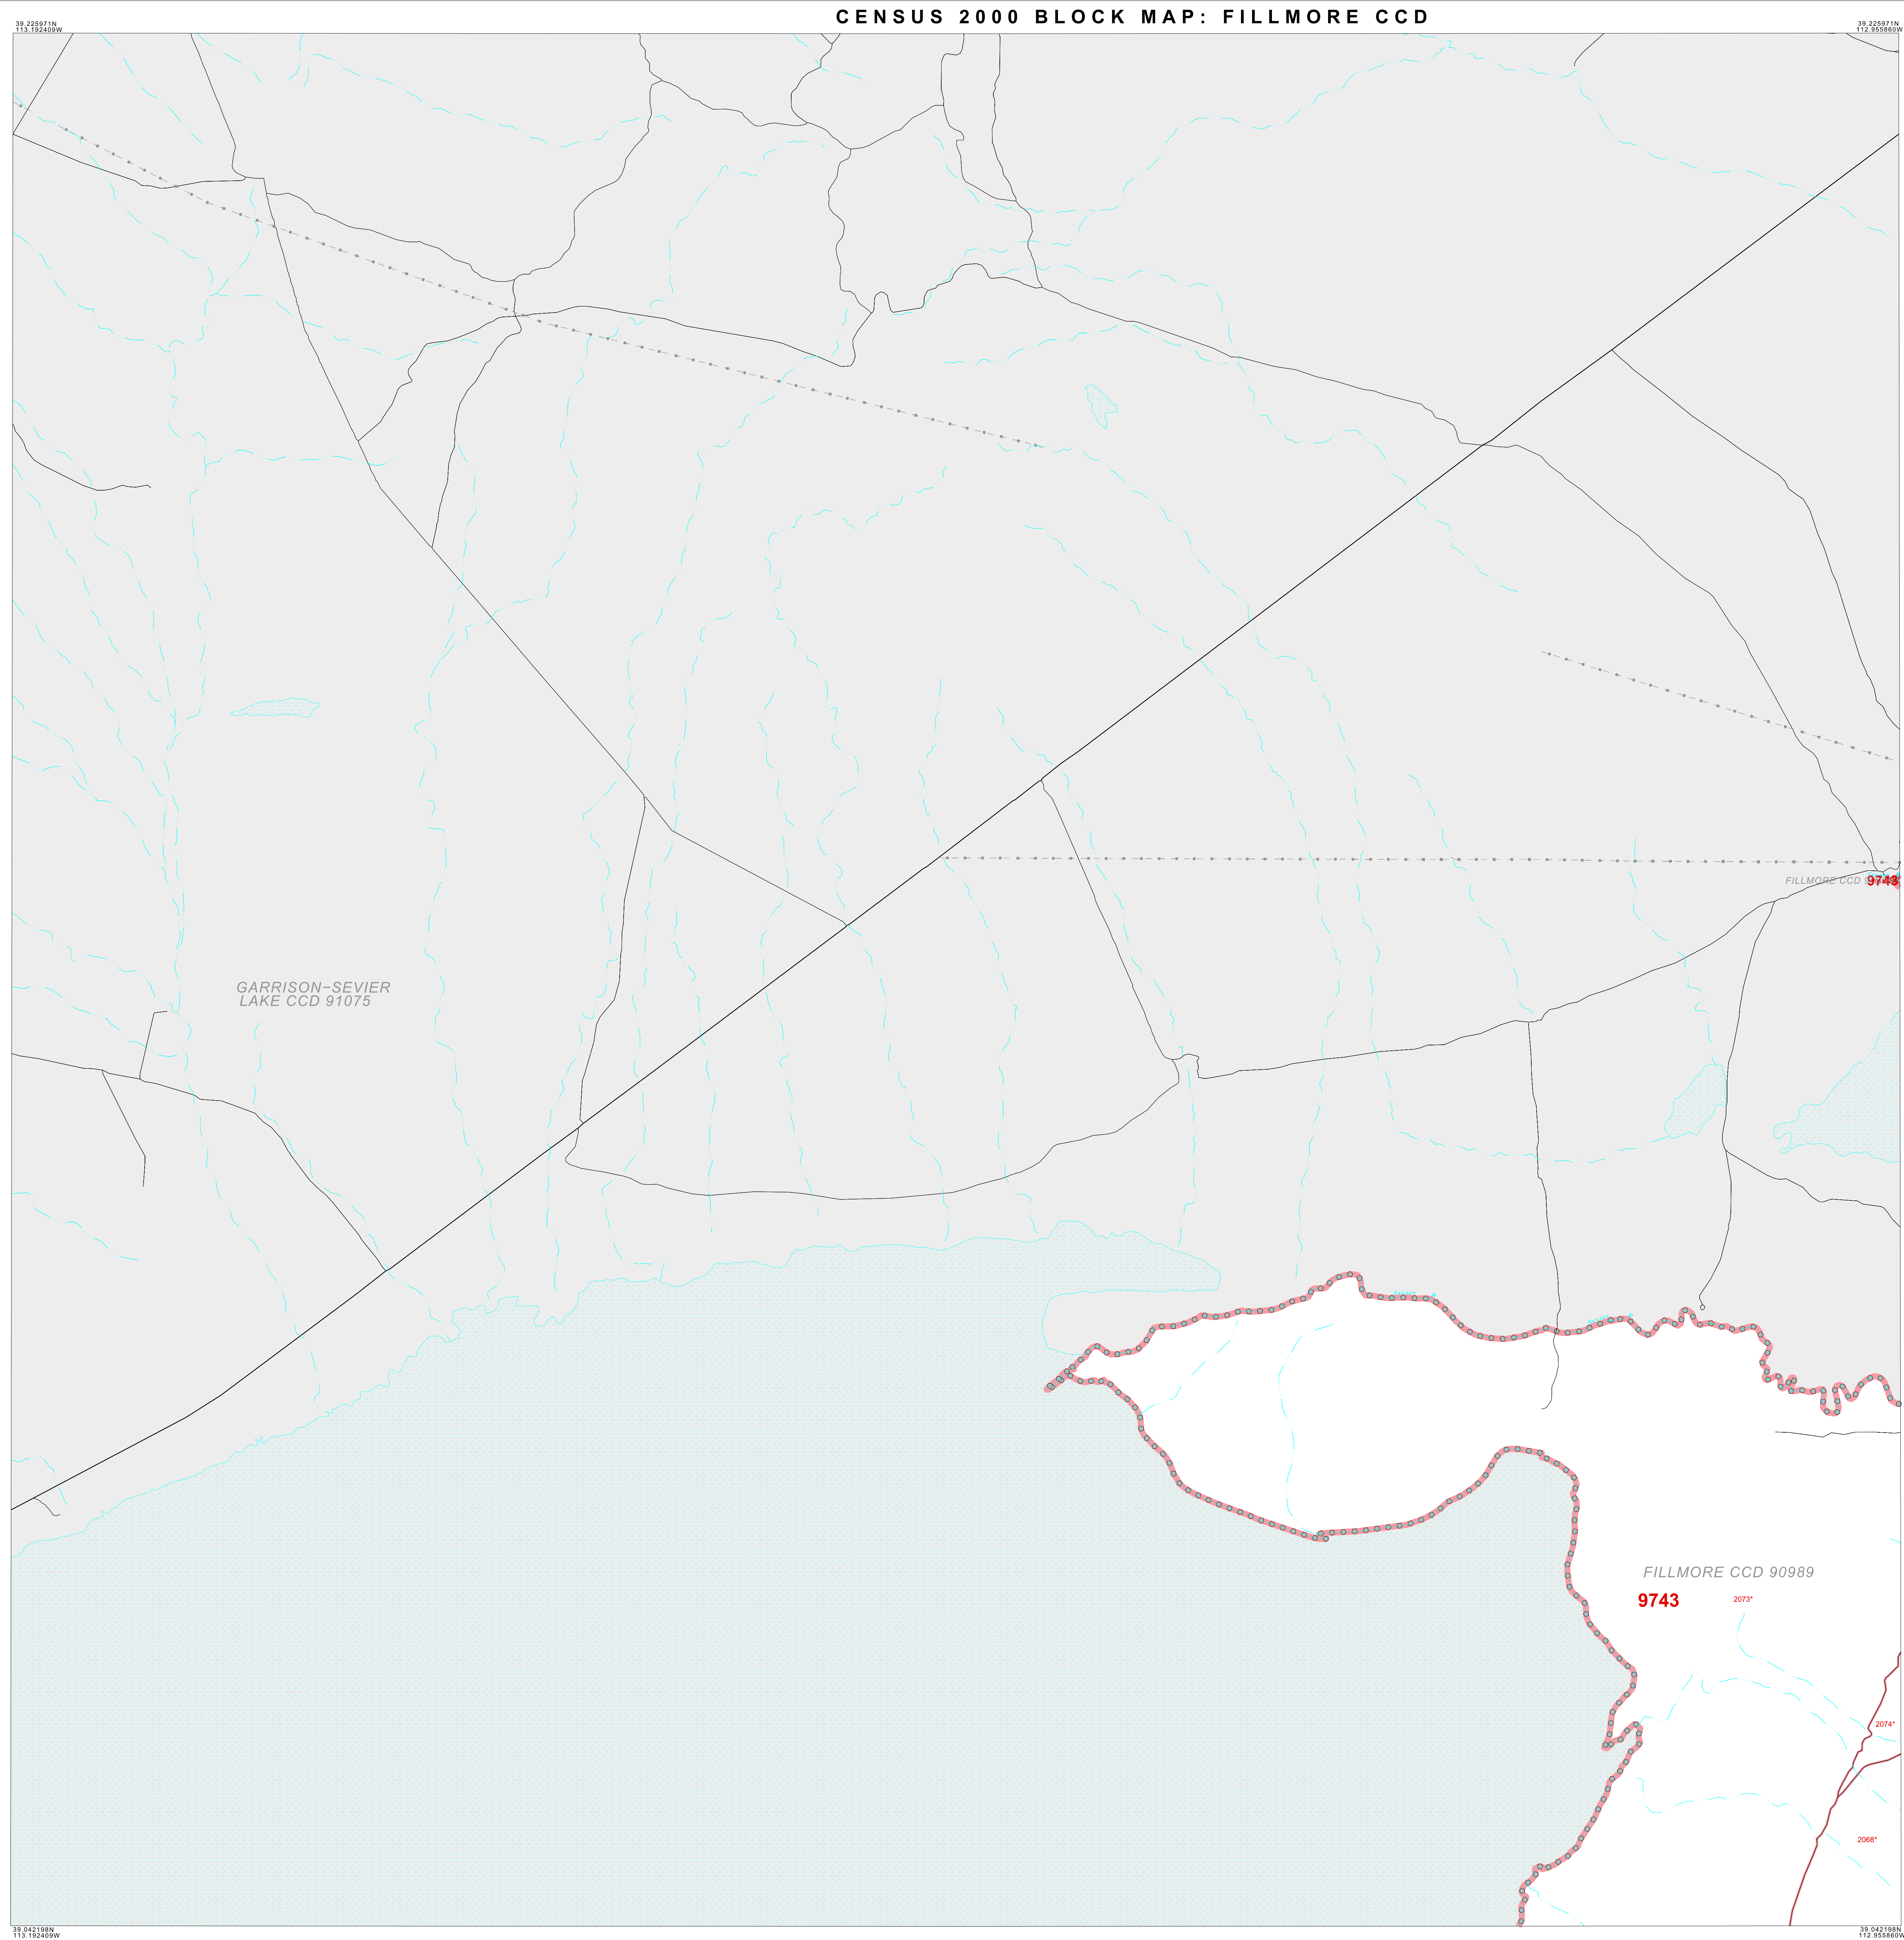 CENSUS 2000 BLOCK MAP: FILLMORE CCD
39.225971N
113.192409W
39.225971N
112.955860W
FILLMORE CCD
9743
GARRISON-SEVIER
LAKE CCD 91075
FILLMORE CCD 90989
9743
2073*
2074*
2068*
39.042198N
113.192409W
39.042198N
112.955860W